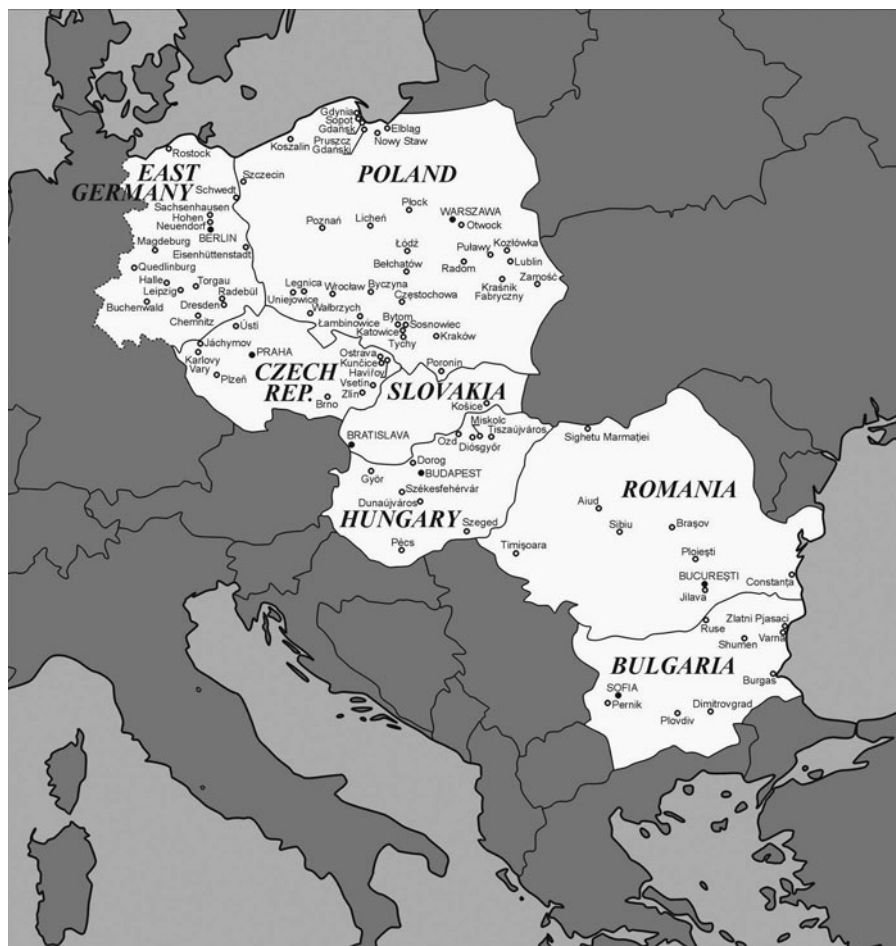 Gdynia
Sopot
Gdańsk
Pruszcz
Gdański
Elbląg
Nowy Staw
Koszalin
Rostock
EAST
GERMANY
Szczecin
Schwedt
POLAND
Sachsenhausen
Hohen
Neuendorf
BERLIN
Płock
WARSZAWA
Otwock
Poznań
Licheń
Magdeburg
Eisenhüttenstadt
Łódź
Puławy
Kozłówka
Quedlinburg
Bełchatów
Radom
Lublin
Halle
Torgau
Leipzig
Radebül
Legnica
Wrocław
Byczyna
Kraśnik
Fabryczny
Zamość
Buchenwald
Dresden
Uniejowice
Częstochowa
Chemnitz
Wałbrzych
Łambinowice
Bytom
Sosnowiec
Ústi
Katowice
Tychy
Kraków
Jáchymov
Karlovy
Vary
PRAHA
Ostrava
Kunčice
Havířov
Poronin
Plzeň
CZECH
REP.
Vsetín
Zlín
SLOVAKIA
Brno
Košice
Miskolc
BRATISLAVA
Ozd
Diósgyőr
Tiszaújváros
Sighetu Marmației
Dorog
Győr
BUDAPEST
Székesfehérvár
Dunaújváros
HUNGARY
Szeged
Pécs
ROMANIA
Aiud
Sibiu
Brașov
Timișoara
Ploiești
BUCUREȘTI
Jilava
Constanța
Zlatni Pjasaci
Ruse
Varna
Shumen
BULGARIA
Burgas
SOFIA
Pernik
Dimitrovgrad
Plovdiv